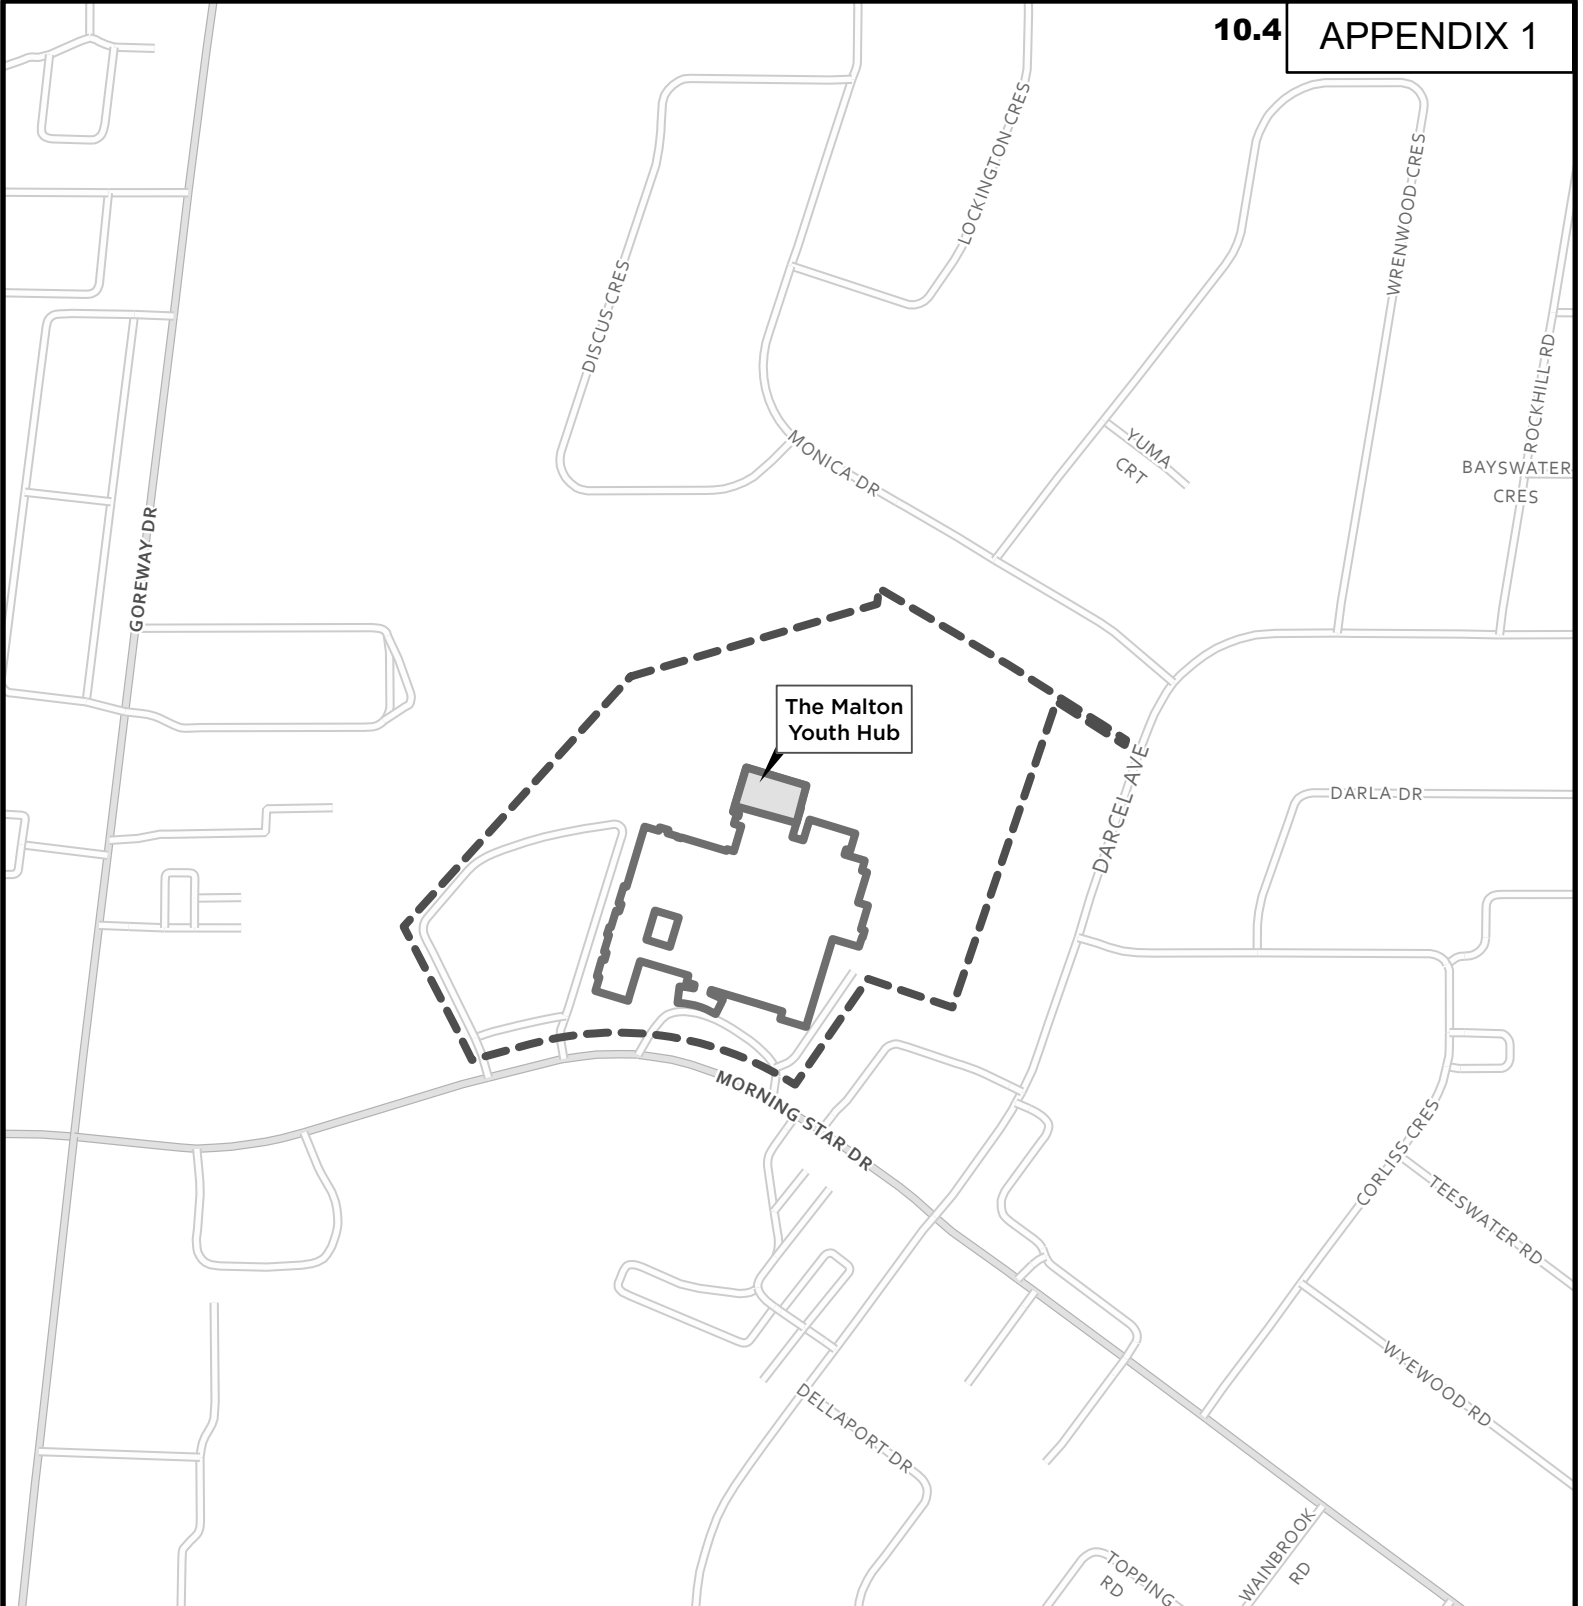 10.4
APPENDIX 1
LOCKINGTON CRES
WRENWOOD CRES
DISCUS CRES
ROCKHILL RD
MONICA DR
YUMA
CRT
BAYSWATER
CRES
GOREWAY DR
The Malton
Youth Hub
DARCEL AVE
DARLA DR
MORNING STAR DR
CORLISS CRES
TEESWATER RD
WYEWOOD RD
DELLAPORT DR
WAINBROOK
RD
TOPPING
RD